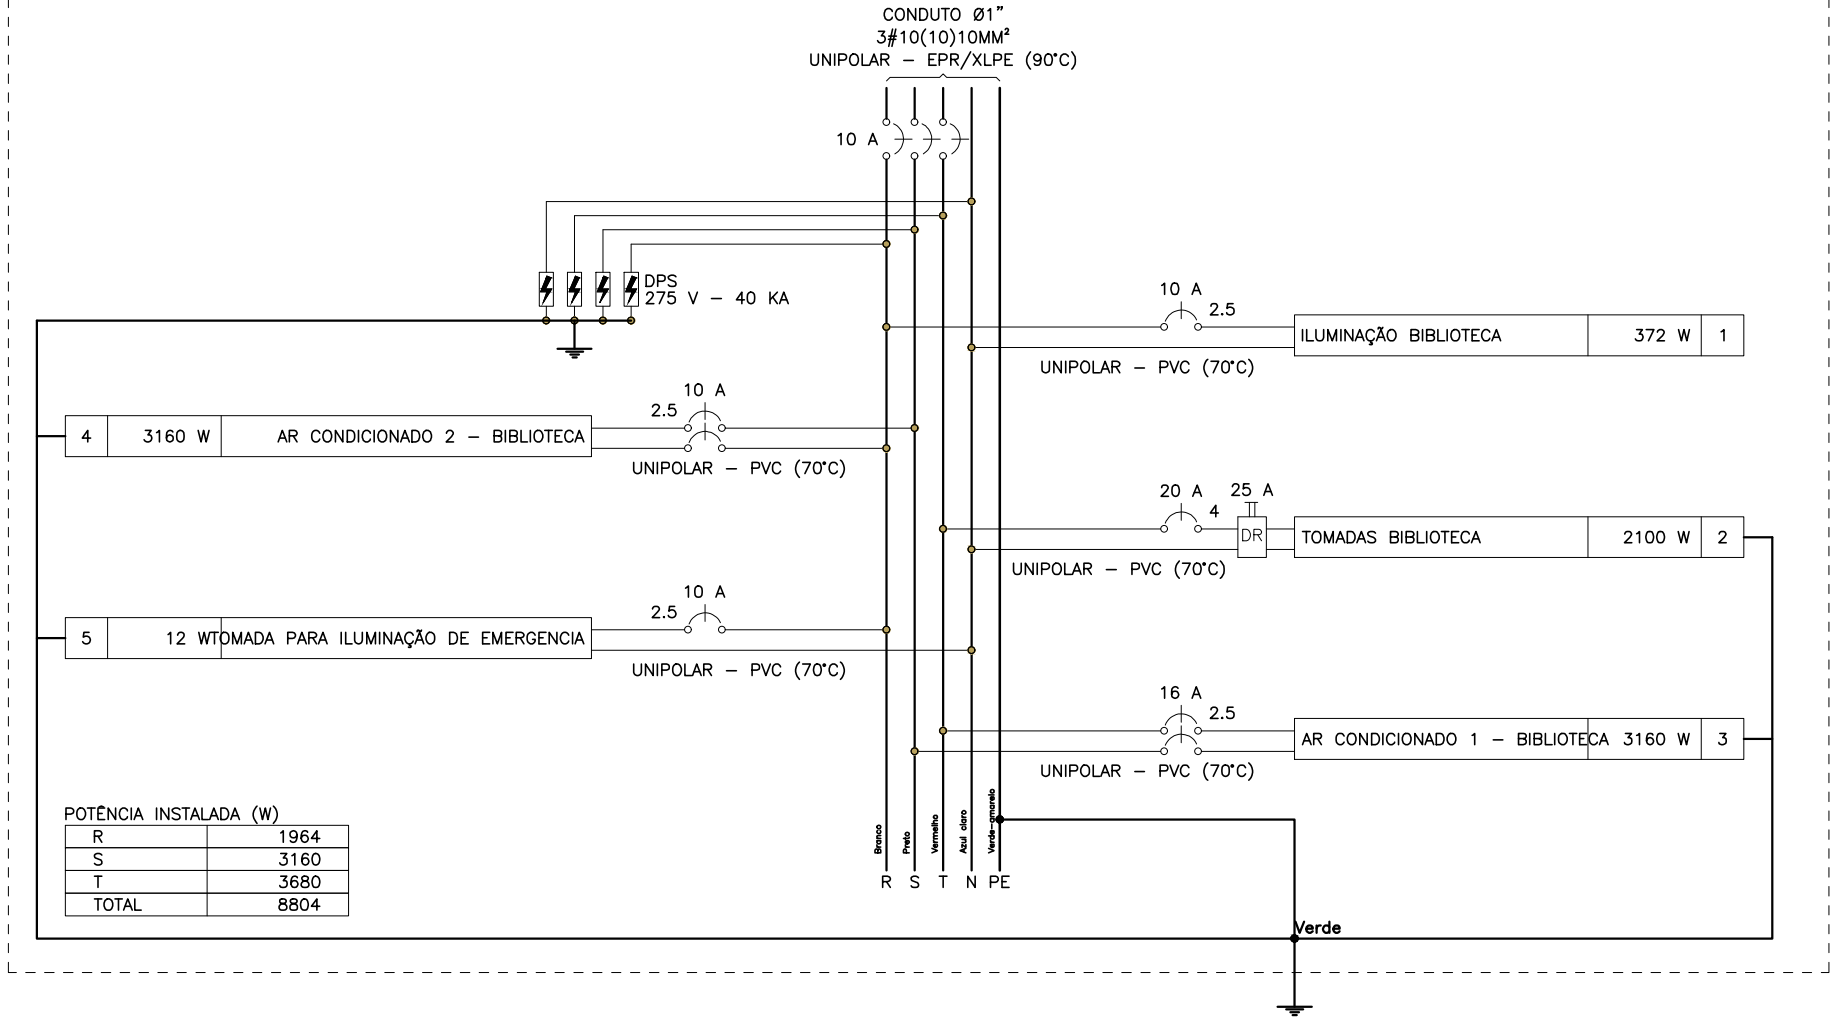 CONDUTO Ø1"
3#10(10)10MM²
UNIPOLAR - EPR/XLPE (90°C)
10 A
DPS
275 V - 40 KA
10 A
2.5
ILUMINAÇÃO BIBLIOTECA 372 W 1
UNIPOLAR - PVC (70°C)
10 A
2.5
4 3160 W AR CONDICIONADO 2 - BIBLIOTECA
UNIPOLAR - PVC (70°C)
20 A 25 A
4
DR
TOMADAS BIBLIOTECA 2100 W 2
UNIPOLAR - PVC (70°C)
10 A
2.5
5 12 W TOMADA PARA ILUMINAÇÃO DE EMERGENCIA
UNIPOLAR - PVC (70°C)
16 A
2.5
AR CONDICIONADO 1 - BIBLIOTECA 3160 W 3
UNIPOLAR - PVC (70°C)
Branco
Preto
Vermelho
Azul claro
Verde-amarelo
R S T N PE
POTÊNCIA INSTALADA (W)
R 1964
S 3160
T 3680
TOTAL 8804
Verde